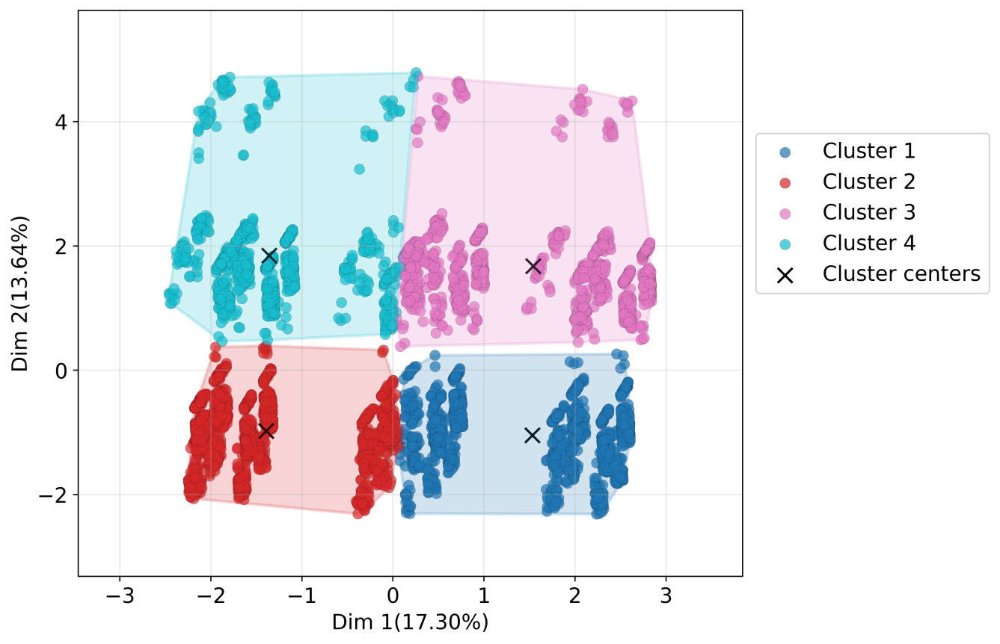 4
2
0
−2
−3
−2
−1
0
1
2
3
Dim 1(17.30%)
Dim 2(13.64%)
Cluster 1
Cluster 2
Cluster 3
Cluster 4
Cluster centers